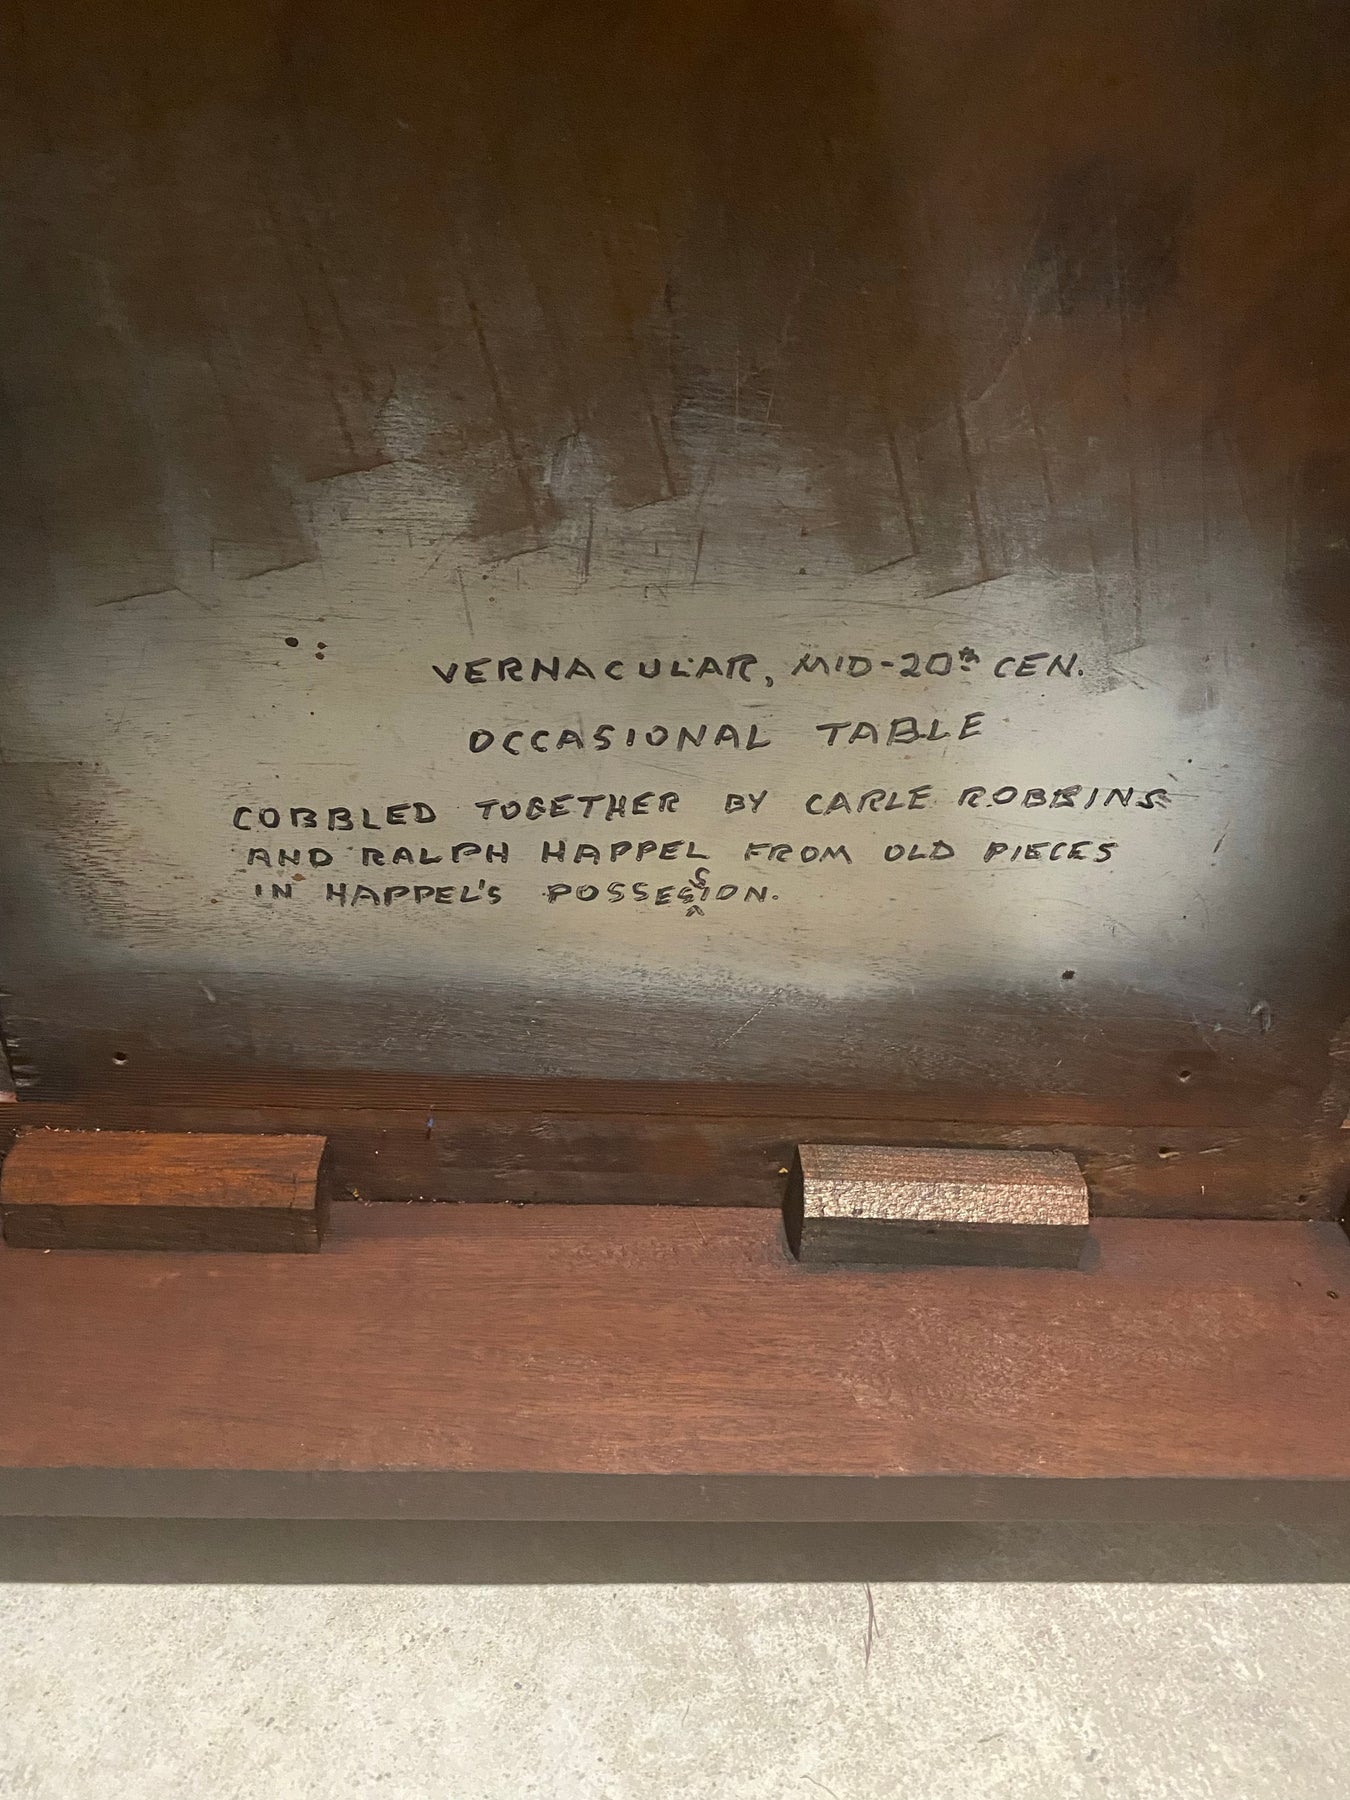 VERNACULAR, MID-20th CEN.
OCCASIONAL TABLE
COBBLED TOGETHER BY CARLE ROBBINS
AND RALPH HAPPEL FROM OLD PIECES
IN HAPPEL'S POSSESSION.